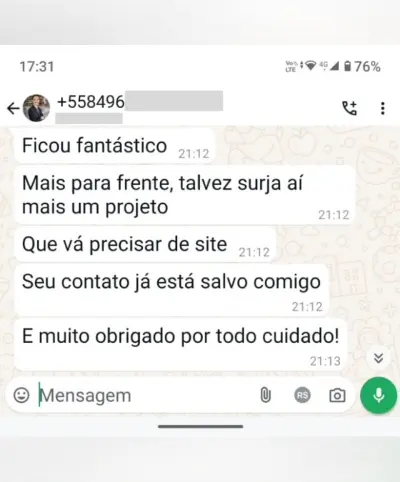 17:31
Vo)) LTE 4G 76%
+558496
Ficou fantástico 21:12
Mais para frente, talvez surja aí
mais um projeto 21:12
Que vá precisar de site 21:12
Seu contato já está salvo comigo
21:12
E muito obrigado por todo cuidado!
21:13
Mensagem RS